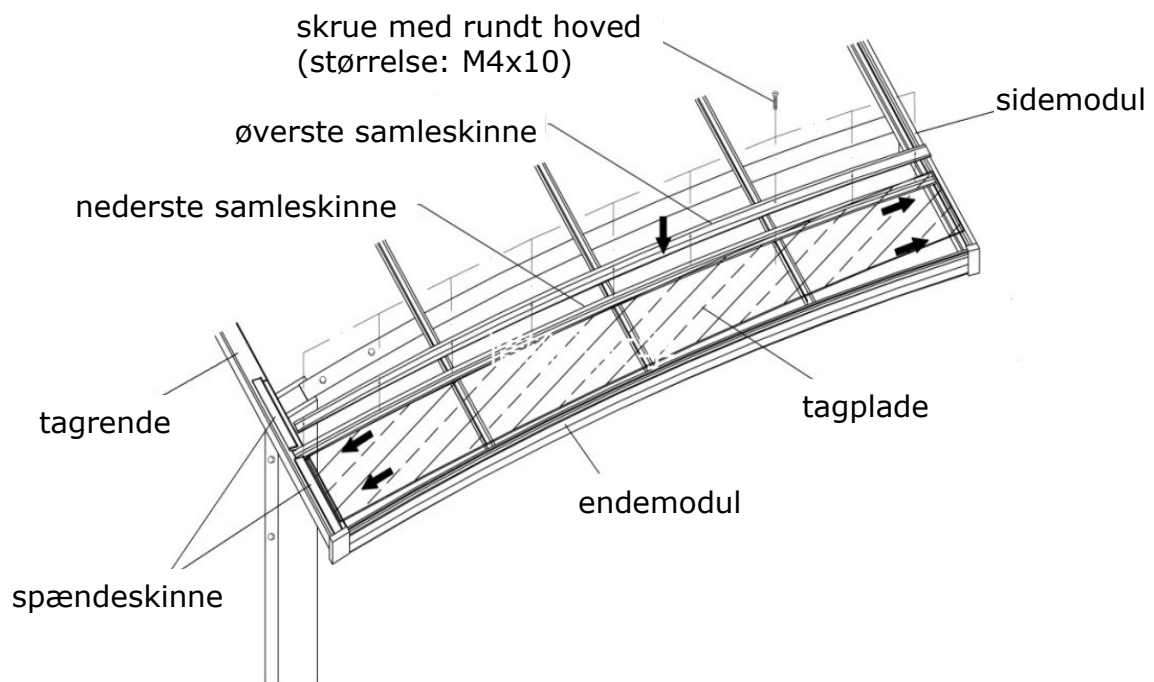 skrue med rundt hoved
(størrelse: M4x10)
sidemodul
øverste samleskinne
nederste samleskinne
tagrende
tagplade
endemodul
spændeskinne